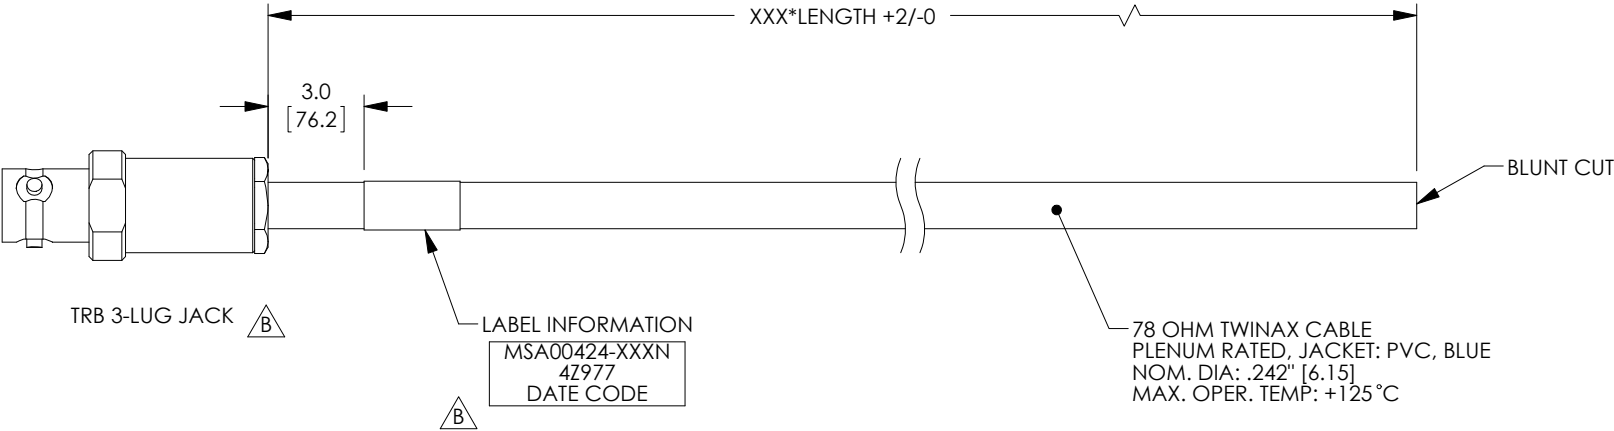 XXX*LENGTH +2/-0
3.0
[76.2]
BLUNT CUT
TRB 3-LUG JACK
B
LABEL INFORMATION
MSA00424-XXXN
4Z977
DATE CODE
B
78 OHM TWINAX CABLE
PLENUM RATED, JACKET: PVC, BLUE
NOM. DIA: .242" [6.15]
MAX. OPER. TEMP: +125°C